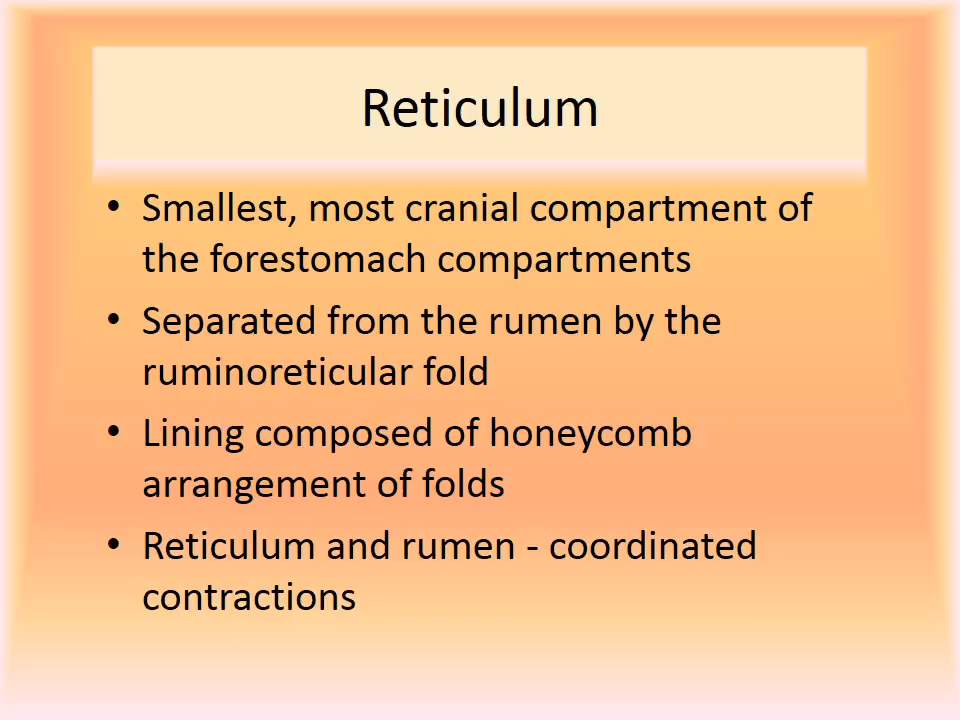 Reticulum
• Smallest, most cranial compartment of
the forestomach compartments
• Separated from the rumen by the
ruminoreticular fold
• Lining composed of honeycomb
arrangement of folds
• Reticulum and rumen - coordinated
contractions